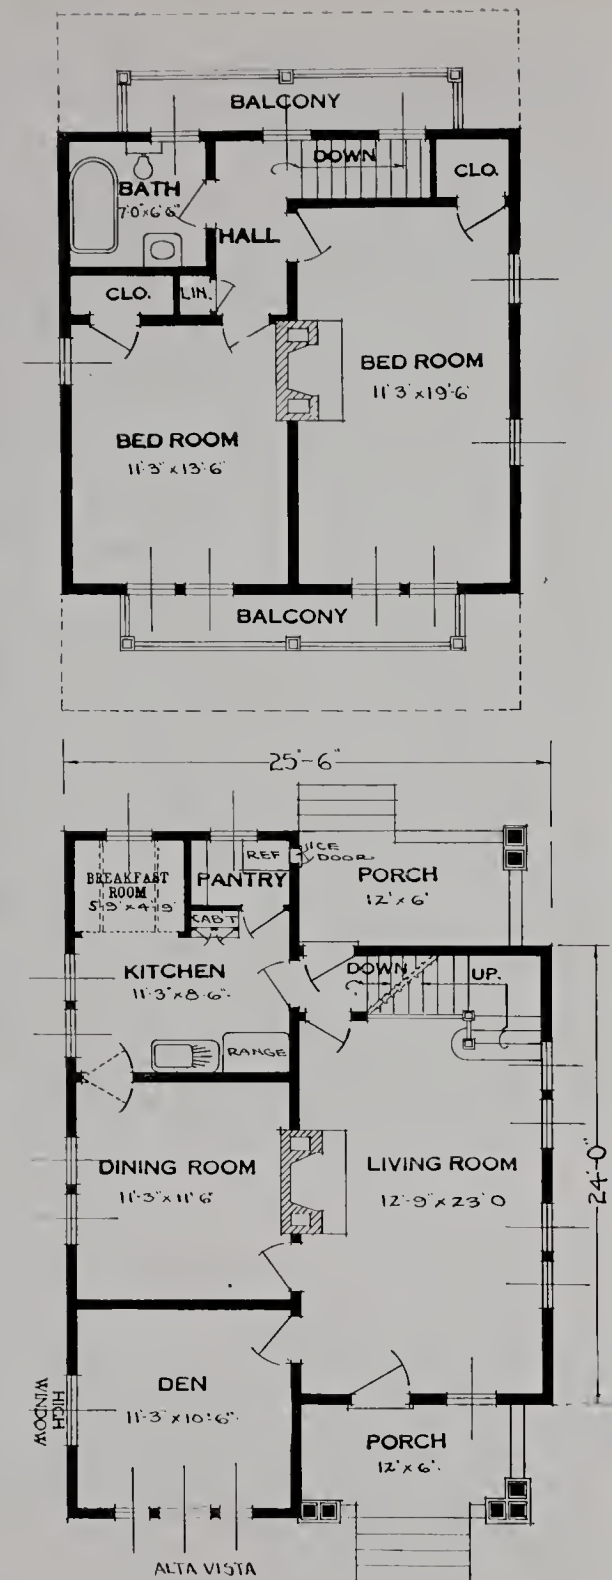 BALCONY
DOWN
CLO.
BATH
7'0"x6'6"
HALL
CLO.
LIN.
BED ROOM
11'3"x19'-6"
BED ROOM
11'-3"x13'-6"
BALCONY
25'-6"
REF
ICE
DOOR
BREAKFAST
ROOM
5'-9"x4'-9"
PANTRY
PORCH
12'x6'
CAB'T
KITCHEN
11'-3"x8'-6"
DOWN
UP.
RANGE
DINING ROOM
11'-3"x11'6"
LIVING ROOM
12'-9"x23'0
24'-0"
DEN
11'-3"x10'-6"
HIGH
WINDOW
PORCH
12'x6'
ALTA VISTA